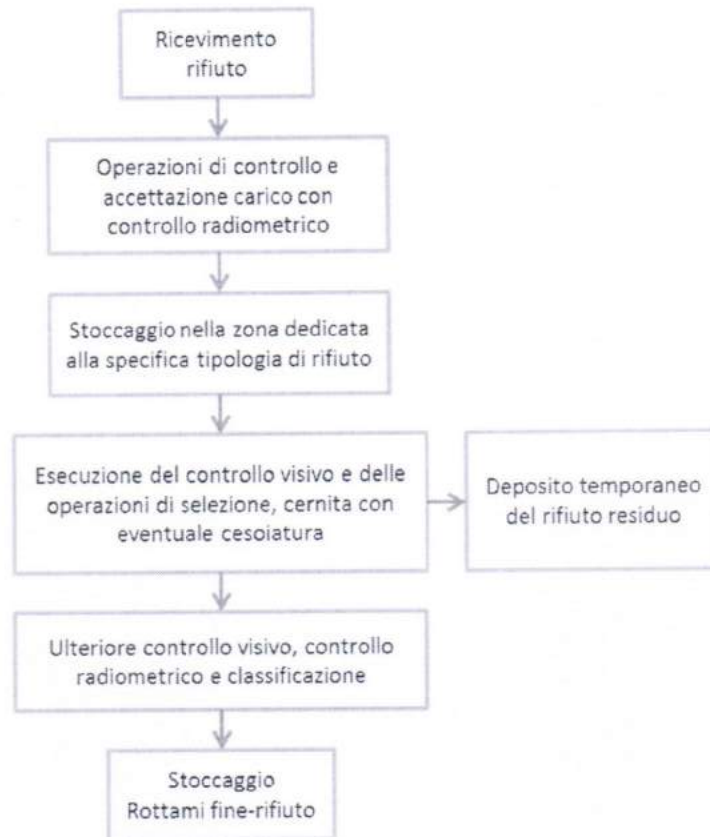 Ricevimento
rifiuto
Operazioni di controllo e
accettazione carico con
controllo radiometrico
Stoccaggio nella zona dedicata
alla specifica tipologia di rifiuto
Esecuzione del controllo visivo e delle
operazioni di selezione, cernita con
eventuale cesoiatura
Deposito temporaneo
del rifiuto residuo
Ulteriore controllo visivo, controllo
radiometrico e classificazione
Stoccaggio
Rottami fine-rifiuto